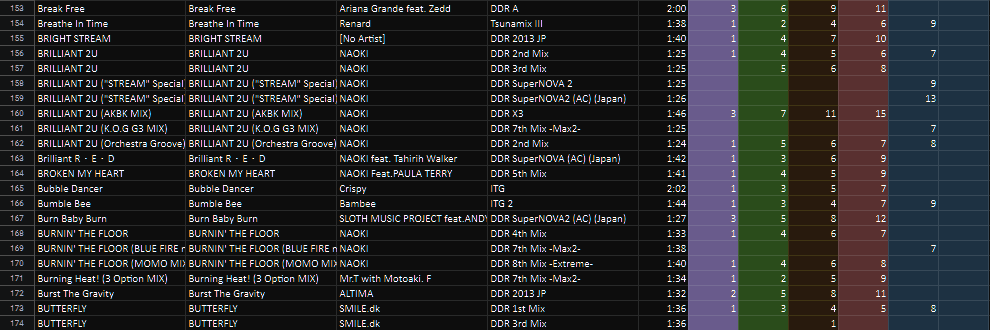 153 Break Free Break Free Ariana Grande feat. Zedd DDR A 2:00 3 6 9 11
154 Breathe In Time Breathe In Time Renard Tsunamix III 1:38 1 2 4 6 9
155 BRIGHT STREAM BRIGHT STREAM [No Artist] DDR 2013 JP 1:40 1 4 7 10
156 BRILLIANT 2U BRILLIANT 2U NAOKI DDR 2nd Mix 1:25 1 4 5 6 7
157 BRILLIANT 2U BRILLIANT 2U NAOKI DDR 3rd Mix 1:25 5 6 8
158 BRILLIANT 2U ("STREAM" Special BRILLIANT 2U ("STREAM" Special NAOKI DDR SuperNOVA 2 1:25 9
159 BRILLIANT 2U ("STREAM" Special BRILLIANT 2U ("STREAM" Special NAOKI DDR SuperNOVA2 (AC) (Japan) 1:26 13
160 BRILLIANT 2U (AKBK MIX) BRILLIANT 2U (AKBK MIX) NAOKI DDR X3 1:46 3 7 11 15
161 BRILLIANT 2U (K.O.G G3 MIX) BRILLIANT 2U (K.O.G G3 MIX) NAOKI DDR 7th Mix -Max2- 1:25 7
162 BRILLIANT 2U (Orchestra Groove) BRILLIANT 2U (Orchestra Groove) NAOKI DDR 2nd Mix 1:24 1 5 6 7 8
163 Brilliant R・E・D Brilliant R・E・D NAOKI feat. Tahirih Walker DDR SuperNOVA (AC) (Japan) 1:42 1 3 6 9
164 BROKEN MY HEART BROKEN MY HEART NAOKI Feat.PAULA TERRY DDR 5th Mix 1:41 1 4 5 9
165 Bubble Dancer Bubble Dancer Crispy ITG 2:02 1 3 5 7
166 Bumble Bee Bumble Bee Bambee ITG 2 1:44 1 3 4 7 9
167 Burn Baby Burn Burn Baby Burn SLOTH MUSIC PROJECT feat.AND DDR SuperNOVA2 (AC) (Japan) 1:27 3 5 8 12
168 BURNIN' THE FLOOR BURNIN' THE FLOOR NAOKI DDR 4th Mix 1:33 1 4 6 7
169 BURNIN' THE FLOOR (BLUE FIRE BURNIN' THE FLOOR (BLUE FIRE NAOKI DDR 7th Mix -Max2- 1:38 7
170 BURNIN' THE FLOOR (MOMO MIX BURNIN' THE FLOOR (MOMO MIX NAOKI DDR 8th Mix -Extreme- 1:40 1 4 6 8
171 Burning Heat! (3 Option MIX) Burning Heat! (3 Option MIX) Mr.T with Motoaki. F DDR 7th Mix -Max2- 1:34 1 2 5 9
172 Burst The Gravity Burst The Gravity ALTIMA DDR 2013 JP 1:32 2 5 8 11
173 BUTTERFLY BUTTERFLY SMILE.dk DDR 1st Mix 1:36 1 3 4 5 8
174 BUTTERFLY BUTTERFLY SMILE.dk DDR 3rd Mix 1:36 1